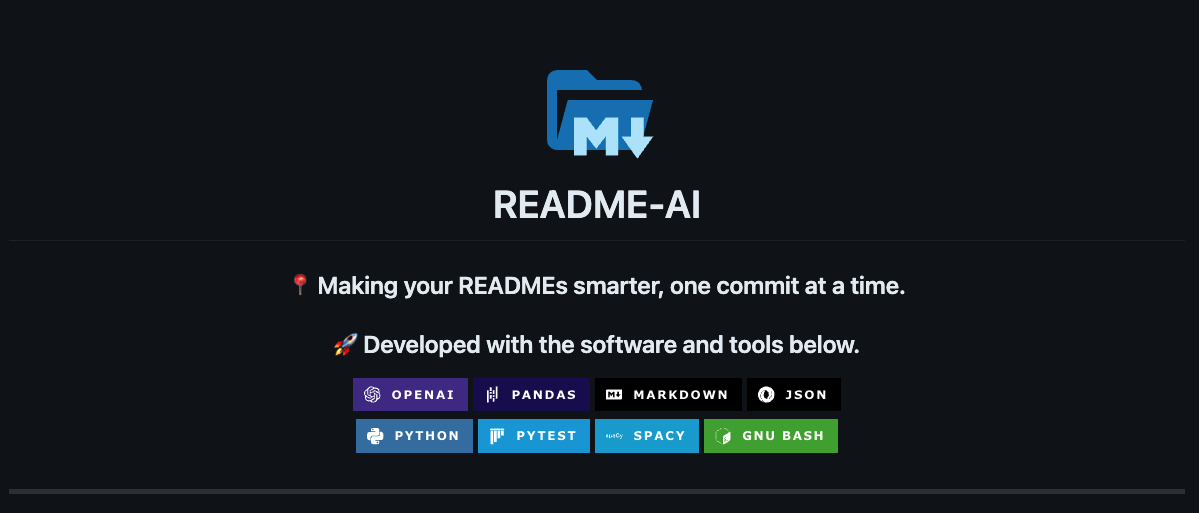 M
README-AI
📍 Making your READMEs smarter, one commit at a time.
🚀 Developed with the software and tools below.
OPENAI PANDAS MARKDOWN JSON
PYTHON PYTEST spaCy SPACY GNU BASH